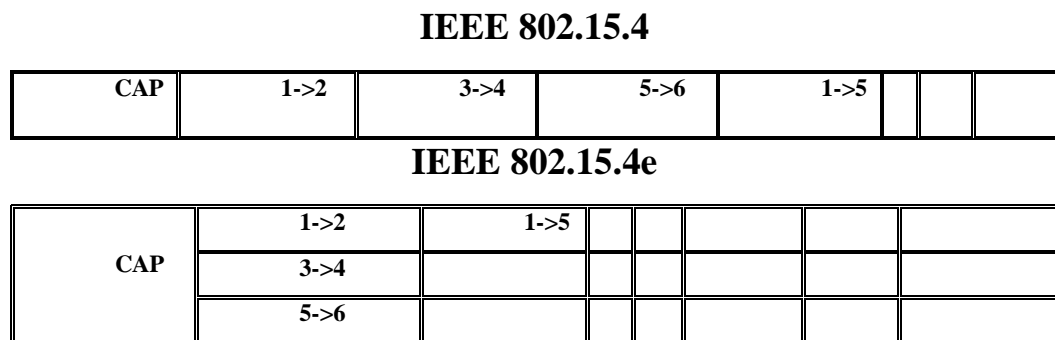 IEEE 802.15.4
CAP 1->2 3->4 5->6 1->5
IEEE 802.15.4e
1->2 1->5
CAP 3->4
5->6